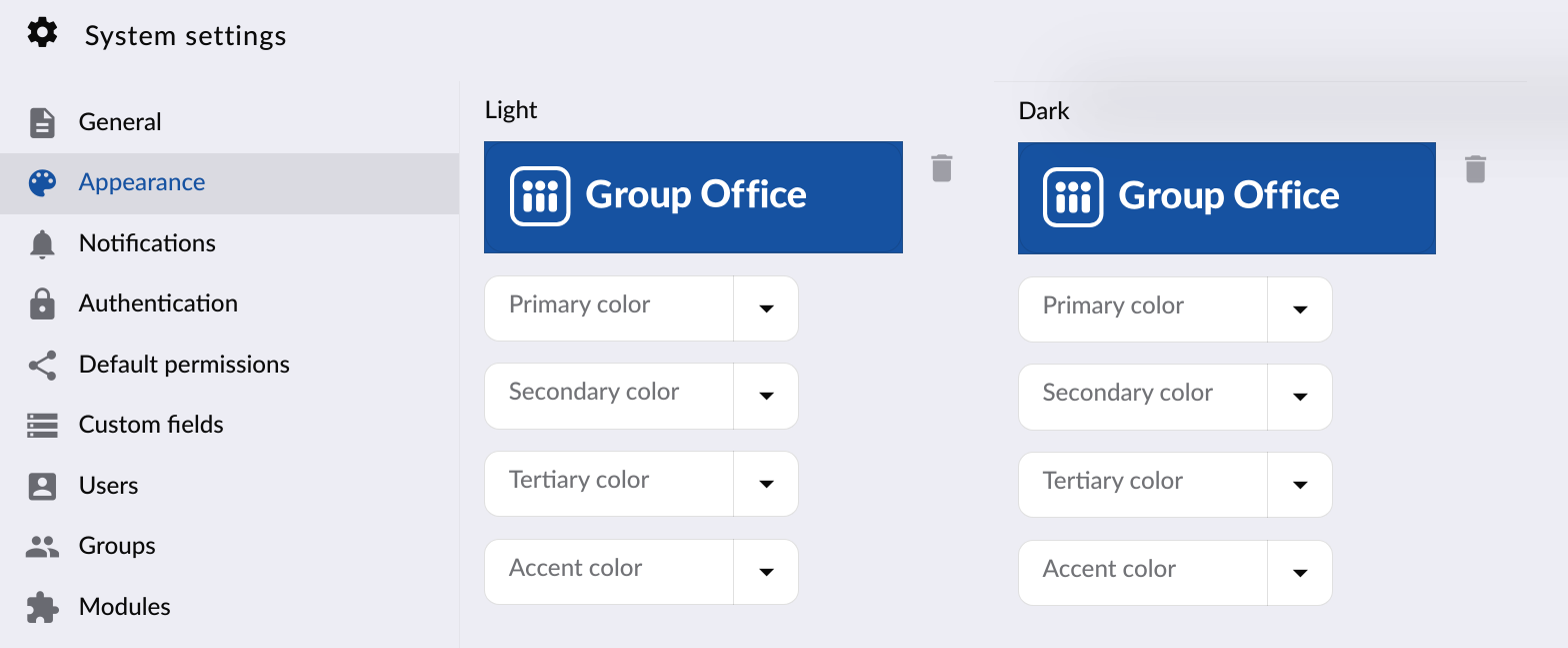 System settings
General
Appearance
Notifications
Authentication
Default permissions
Custom fields
Users
Groups
Modules
Light
Group Office
Primary color
Secondary color
Tertiary color
Accent color
Dark
Group Office
Primary color
Secondary color
Tertiary color
Accent color